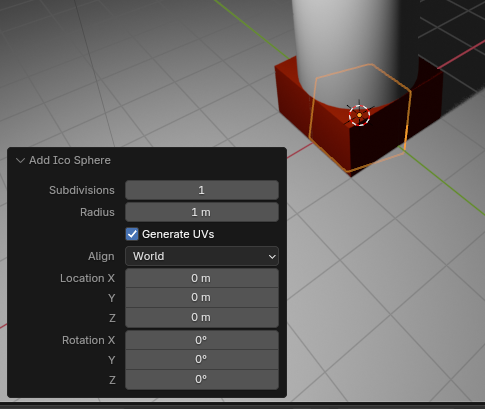 Add Ico Sphere
Subdivisions 1
Radius 1 m
Generate UVs
Align World
Location X 0 m
Y 0 m
Z 0 m
Rotation X 0°
Y 0°
Z 0°